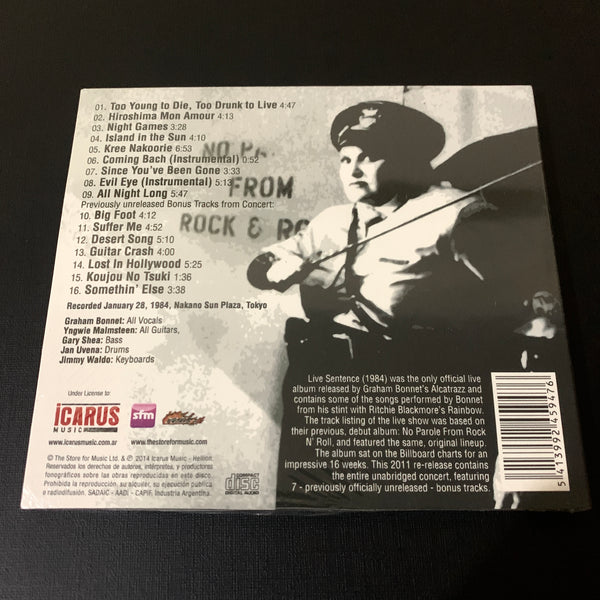 01. Too Young to Die, Too Drunk to Live 4:47
02. Hiroshima Mon Amour 4:13
03. Night Games 3:28
04. Island in the Sun 4:10
05. Kree Nakoorie 6:53
06. Coming Bach (Instrumental) 0:52
07. Since You've Been Gone 3:33
08. Evil Eye (Instrumental) 5:13
09. All Night Long 5:47
Previously unreleased Bonus Tracks from Concert:
10. Big Foot 4:12
11. Suffer Me 4:52
12. Desert Song 5:10
13. Guitar Crash 4:00
14. Lost In Hollywood 5:25
15. Koujou No Tsuki 1:36
16. Somethin' Else 3:38
Recorded January 28, 1984, Nakano Sun Plaza, Tokyo
Graham Bonnet: All Vocals
Yngwie Malmsteen: All Guitars,
Gary Shea: Bass
Jan Uvena: Drums
Jimmy Waldo: Keyboards
NO PA
FROM
ROCK & RO
Under License to:
iCARUS
MUSIC
sfm
www.icarusmusic.com.ar
www.thestoreformusic.com
© The Store for Music Ltd. & ℗ 2014 Icarus Music - Hellion.
Reservados los derechos de autores, intérpretes, y productores
fonográficos sobre las obras reproducidas en este disco.
Prohibida la reproducción, su alquiler, su ejecución pública
e radiodifusión. SADAIC - AADI - CAPIF. Industria Argentina.
COMPACT
disc
DIGITAL AUDIO
Live Sentence (1984) was the only official live
album released by Graham Bonnet's Alcatrazz and
contains some of the songs performed by Bonnet
from his stint with Ritchie Blackmore's Rainbow.
The track listing of the live show was based on
their previous, debut album: No Parole From Rock
N' Roll, and featured the same, original lineup.
The album sat on the Billboard charts for an
impressive 16 weeks. This 2011 re-release contains
the entire unabridged concert, featuring
7 - previously officially unreleased - bonus tracks.
5 413992 459476